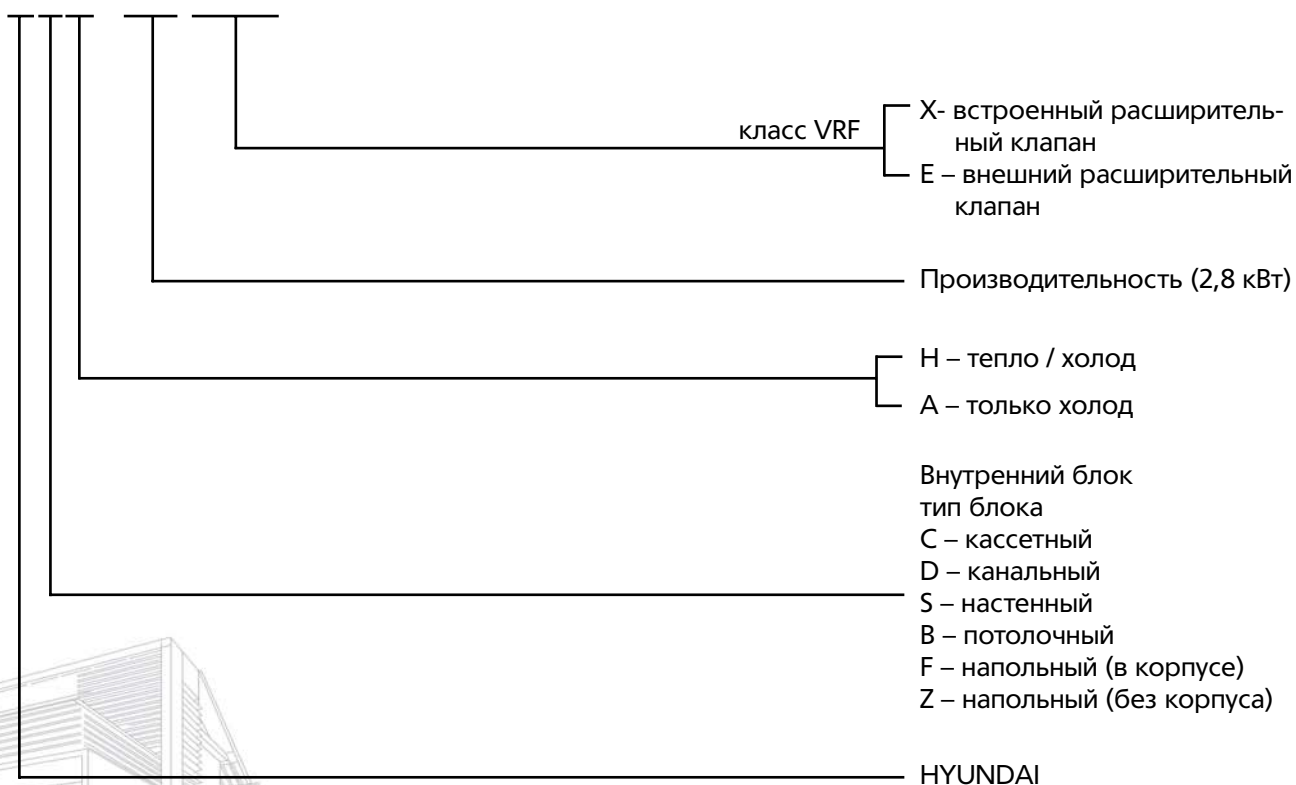 класс VRF
X- встроенный расширитель-
ный клапан
E – внешний расширительный
клапан
Производительность (2,8 кВт)
H – тепло / холод
A – только холод
Внутренний блок
тип блока
C – кассетный
D – канальный
S – настенный
B – потолочный
F – напольный (в корпусе)
Z – напольный (без корпуса)
HYUNDAI